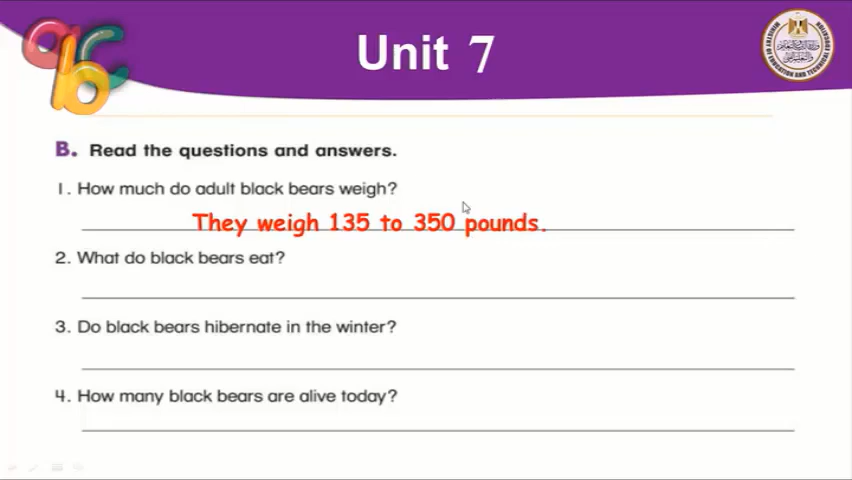 abc
Unit 7
B. Read the questions and answers.
1. How much do adult black bears weigh?
They weigh 135 to 350 pounds.
2. What do black bears eat?
3. Do black bears hibernate in the winter?
4. How many black bears are alive today?